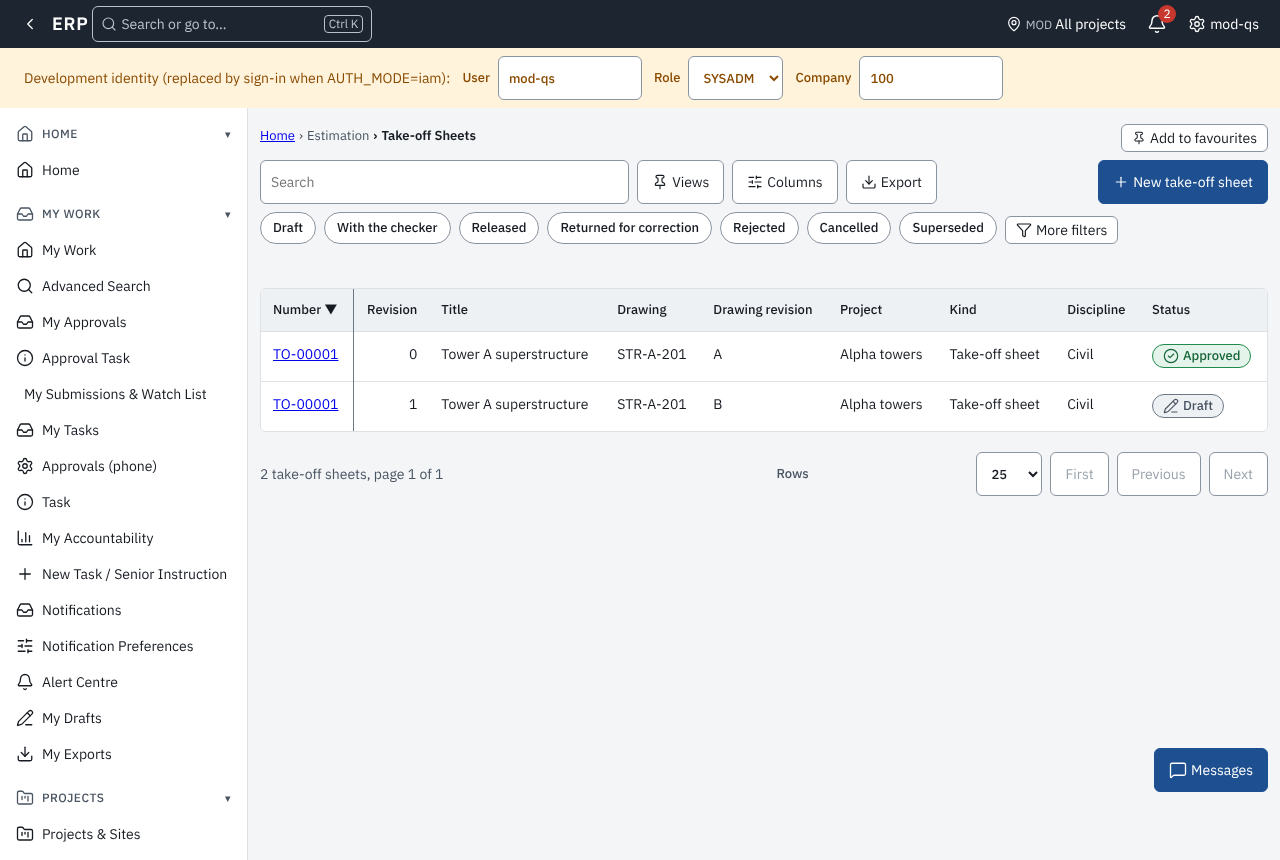 ERP Search or go to... Ctrl K MOD All projects 2 mod-qs
Development identity (replaced by sign-in when AUTH_MODE=iam): User mod-qs Role SYSADM Company 100
HOME
Home
MY WORK
My Work
Advanced Search
My Approvals
Approval Task
My Submissions & Watch List
My Tasks
Approvals (phone)
Task
My Accountability
New Task / Senior Instruction
Notifications
Notification Preferences
Alert Centre
My Drafts
My Exports
PROJECTS
Projects & Sites
Home › Estimation › Take-off Sheets
Add to favourites
Search Views Columns Export New take-off sheet
Draft With the checker Released Returned for correction Rejected Cancelled Superseded More filters
Number ▼ Revision Title Drawing Drawing revision Project Kind Discipline Status
TO-00001 0 Tower A superstructure STR-A-201 A Alpha towers Take-off sheet Civil Approved
TO-00001 1 Tower A superstructure STR-A-201 B Alpha towers Take-off sheet Civil Draft
2 take-off sheets, page 1 of 1 Rows 25 First Previous Next
Messages